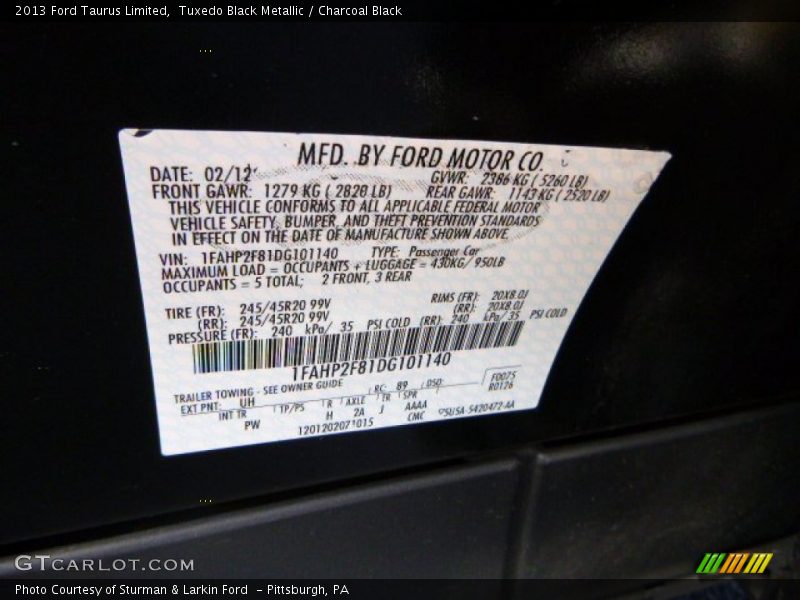 2013 Ford Taurus Limited, Tuxedo Black Metallic / Charcoal Black
MFD. BY FORD MOTOR CO.
DATE: 02/12 GVWR: 2386 KG ( 5260 LB)
FRONT GAWR: 1279 KG ( 2820 LB) REAR GAWR: 1143 KG ( 2520 LB)
THIS VEHICLE CONFORMS TO ALL APPLICABLE FEDERAL MOTOR
VEHICLE SAFETY, BUMPER, AND THEFT PREVENTION STANDARDS
IN EFFECT ON THE DATE OF MANUFACTURE SHOWN ABOVE.
VIN: 1FAHP2F81DG101140 TYPE: Passenger Car
MAXIMUM LOAD = OCCUPANTS + LUGGAGE = 430KG/ 950LB
OCCUPANTS = 5 TOTAL; 2 FRONT, 3 REAR
TIRE (FR): 245/45R20 99V RIMS (FR): 20X8.0J
(RR): 245/45R20 99V (RR): 20X8.0J
PRESSURE (FR): 240 kPa/ 35 PSI COLD (RR): 240 kPa/ 35 PSI COLD
1FAHP2F81DG101140
TRAILER TOWING - SEE OWNER GUIDE RC: 89 DSO: F0075
EXT PNT: UH R0126
INT TR TP/PS R AXLE TR SPR
PW H 2A J AAAA
1201202071015 CMC 5U5A-5420472-AA
GTCARLOT.COM
Photo Courtesy of Sturman & Larkin Ford - Pittsburgh, PA